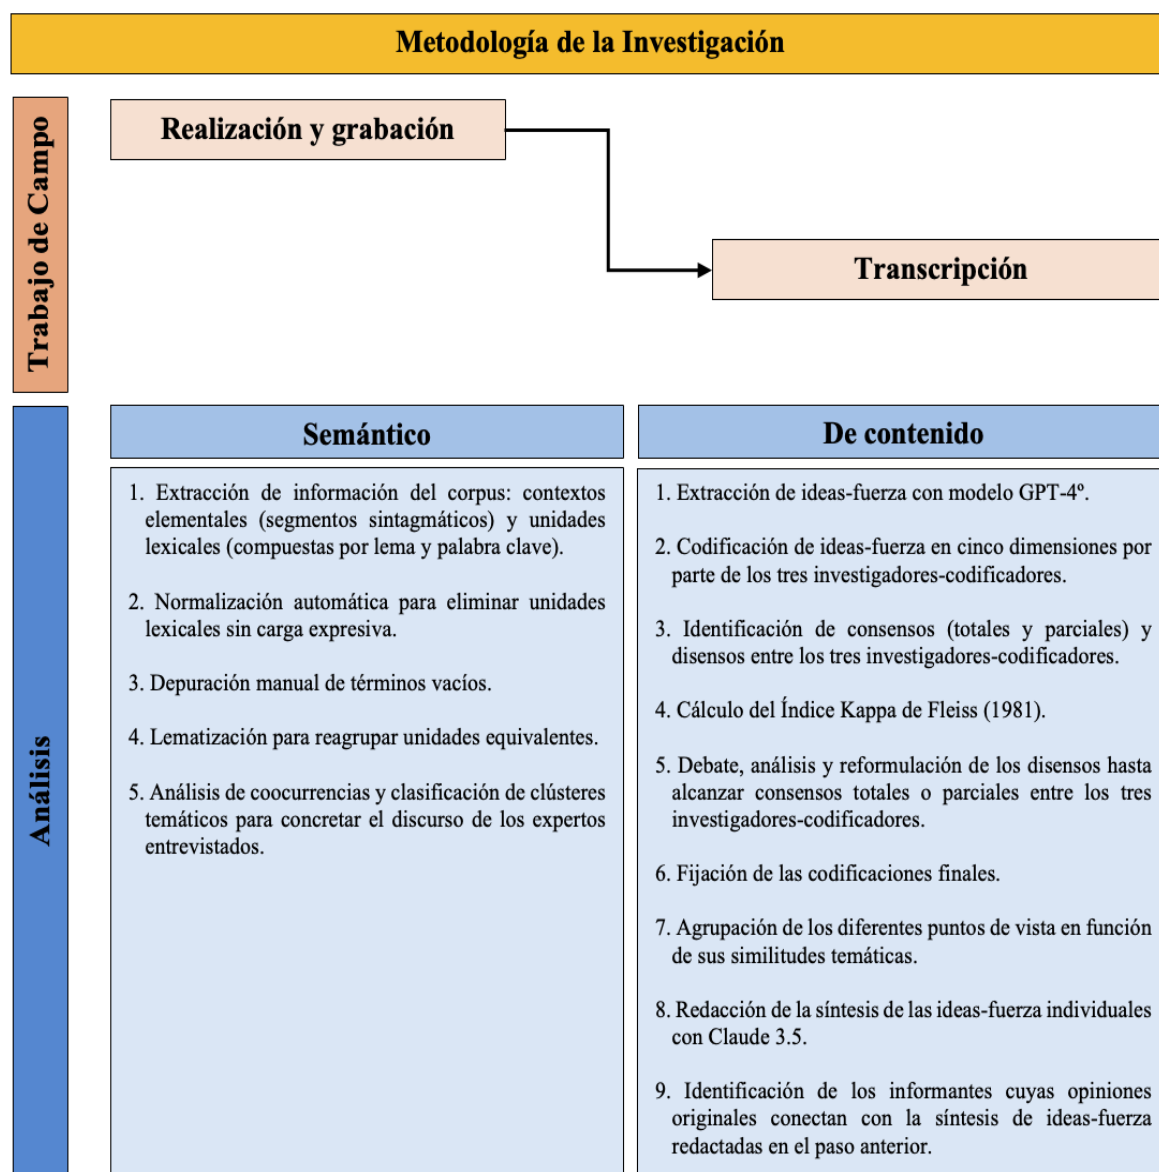 Metodología de la Investigación
Trabajo de Campo
Realización y grabación
Transcripción
Análisis
Semántico
1. Extracción de información del corpus: contextos
elementales (segmentos sintagmáticos) y unidades
lexicales (compuestas por lema y palabra clave).
2. Normalización automática para eliminar unidades
lexicales sin carga expresiva.
3. Depuración manual de términos vacíos.
4. Lematización para reagrupar unidades equivalentes.
5. Análisis de coocurrencias y clasificación de clústeres
temáticos para concretar el discurso de los expertos
entrevistados.
De contenido
1. Extracción de ideas-fuerza con modelo GPT-4º.
2. Codificación de ideas-fuerza en cinco dimensiones por
parte de los tres investigadores-codificadores.
3. Identificación de consensos (totales y parciales) y
disensos entre los tres investigadores-codificadores.
4. Cálculo del Índice Kappa de Fleiss (1981).
5. Debate, análisis y reformulación de los disensos hasta
alcanzar consensos totales o parciales entre los tres
investigadores-codificadores.
6. Fijación de las codificaciones finales.
7. Agrupación de los diferentes puntos de vista en función
de sus similitudes temáticas.
8. Redacción de la síntesis de las ideas-fuerza individuales
con Claude 3.5.
9. Identificación de los informantes cuyas opiniones
originales conectan con la síntesis de ideas-fuerza
redactadas en el paso anterior.